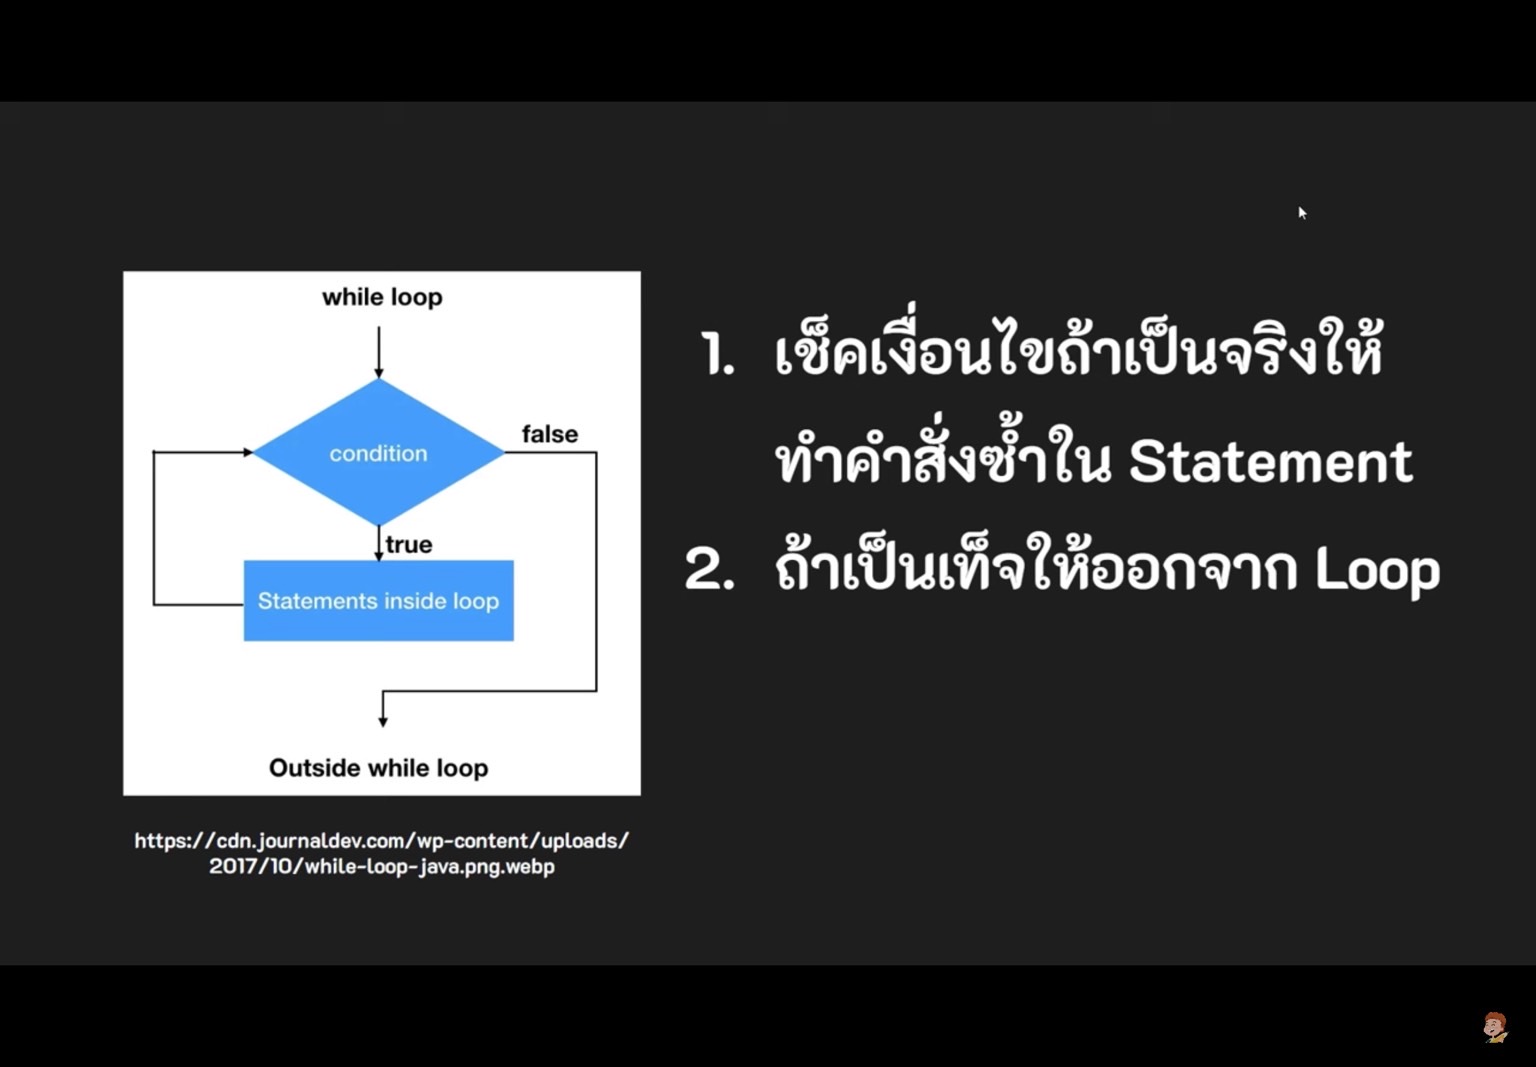 while loop
condition
false
true
Statements inside loop
Outside while loop
https://cdn.journaldev.com/wp-content/uploads/
2017/10/while-loop-java.png.webp
1. เช็คเงื่อนไขถ้าเป็นจริงให้
ทำคำสั่งซ้ำใน Statement
2. ถ้าเป็นเท็จให้ออกจาก Loop